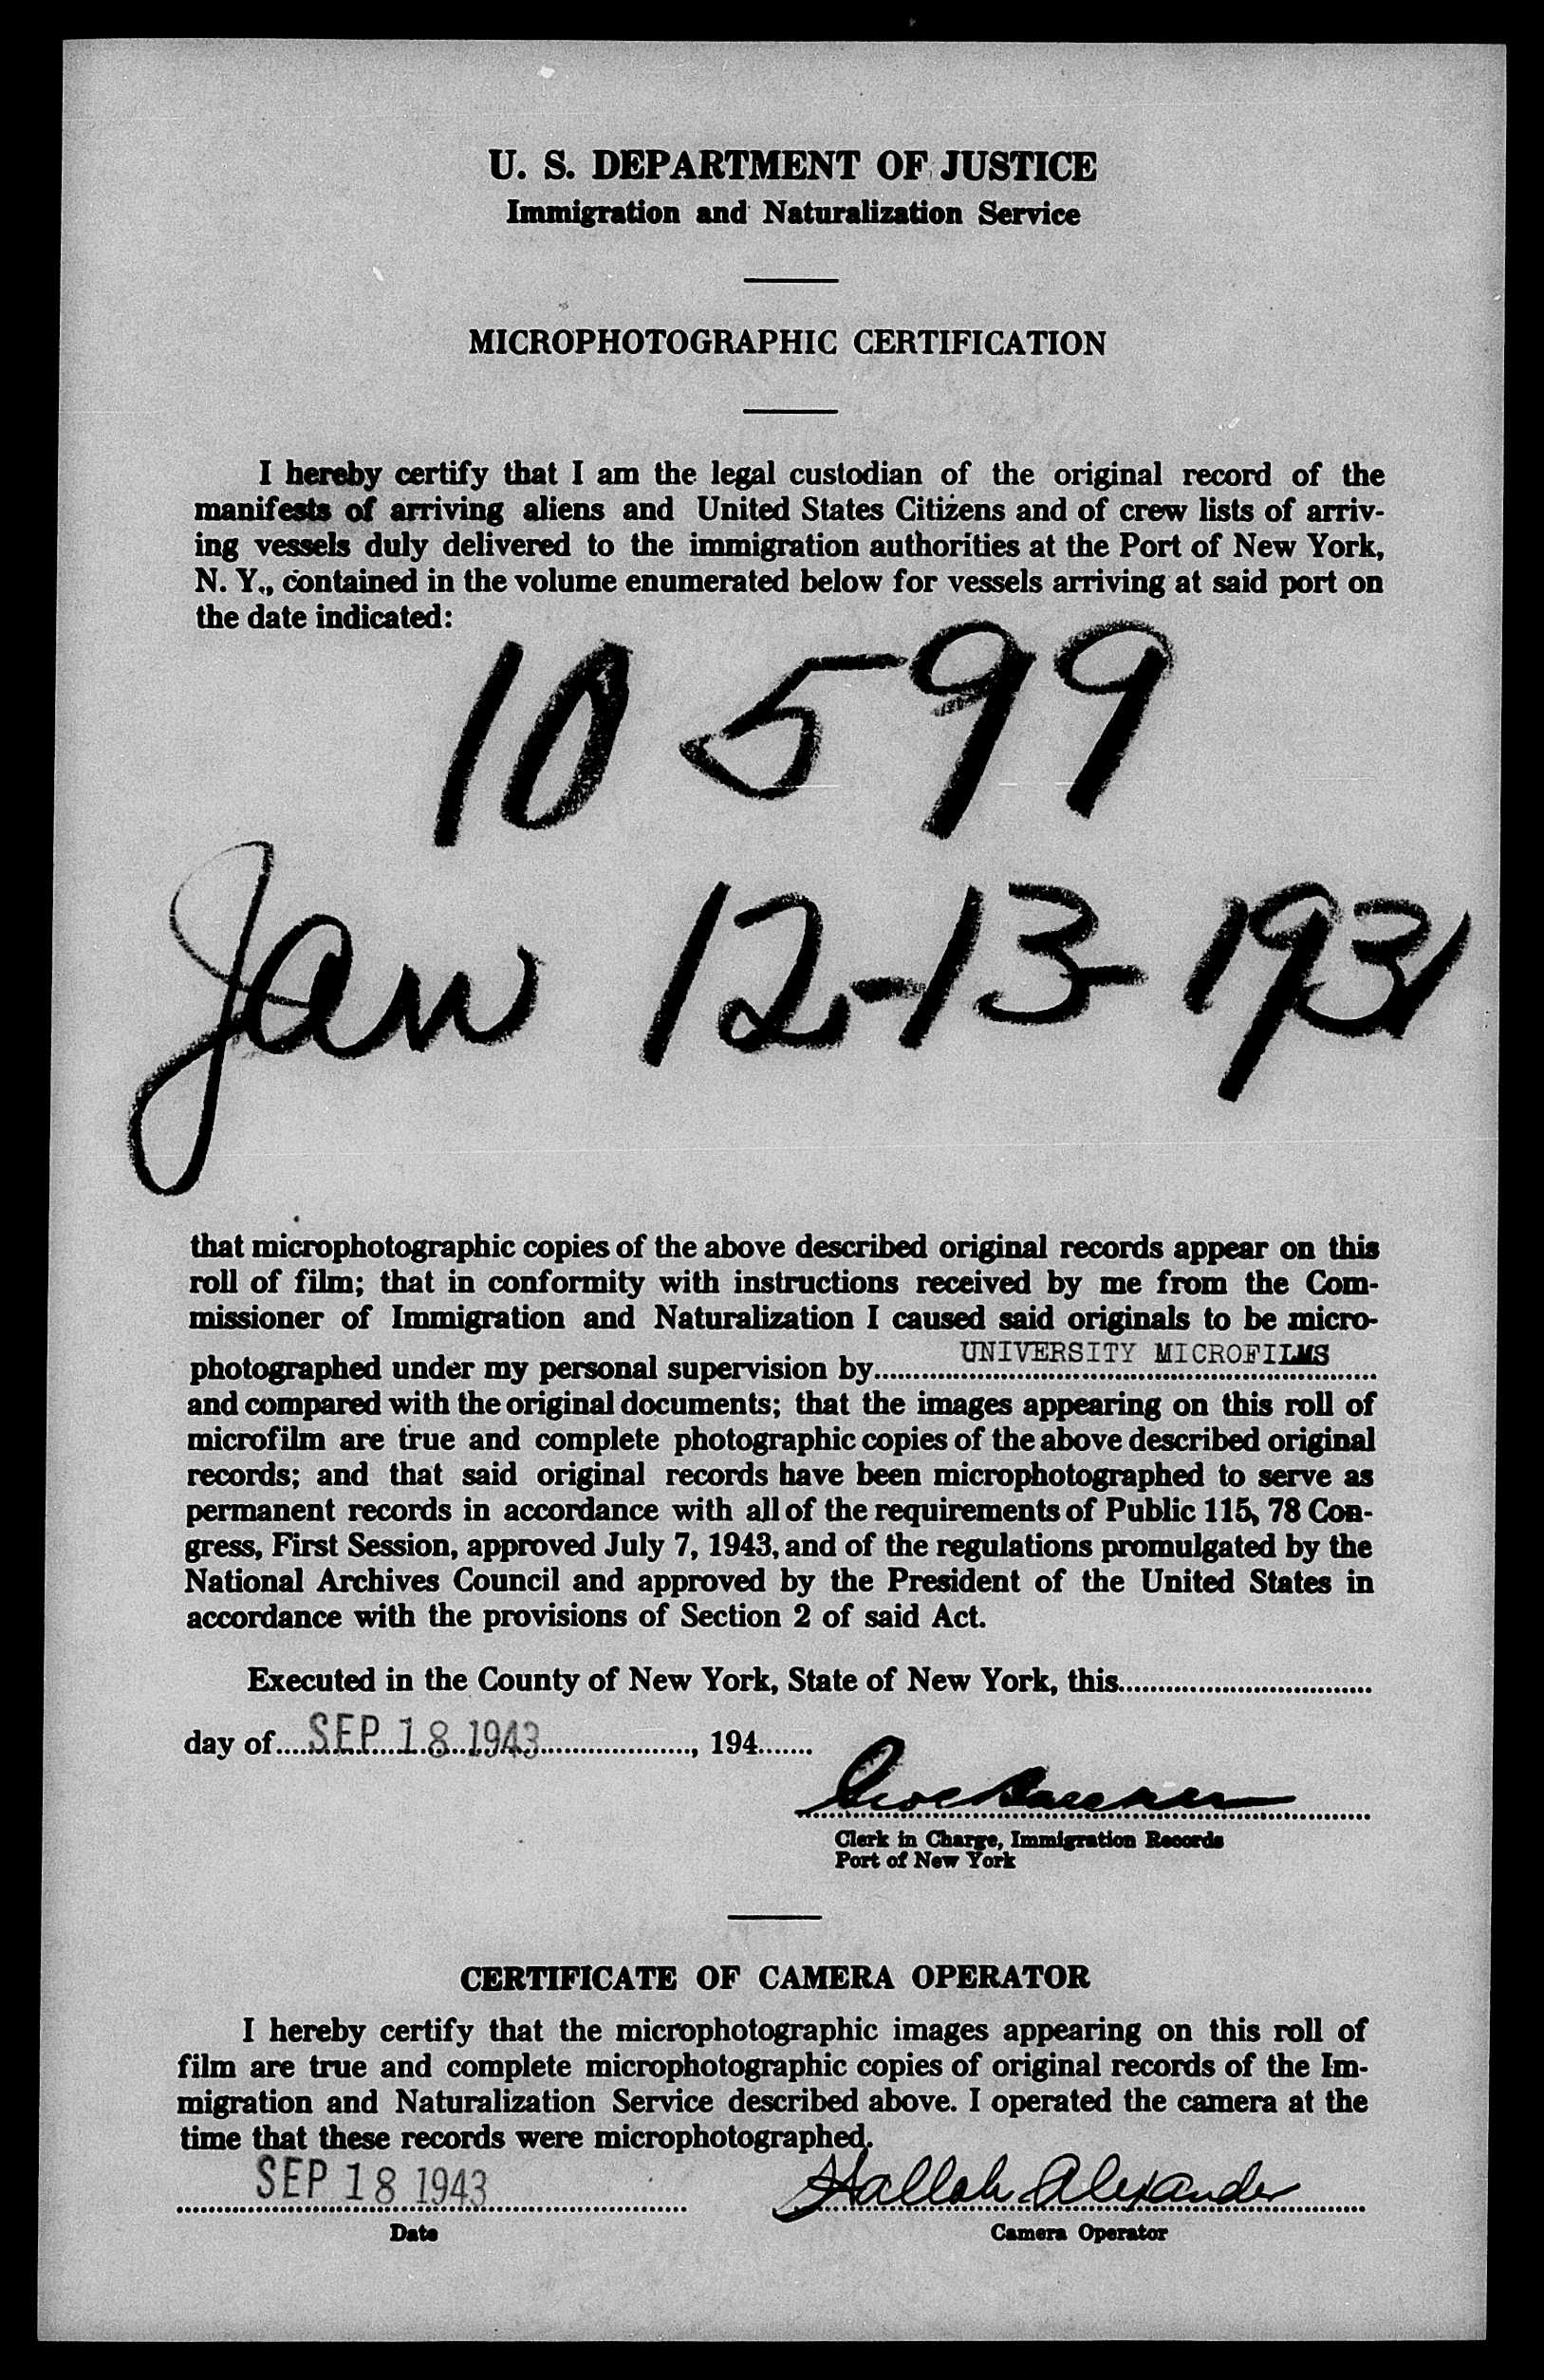 U. S. DEPARTMENT OF JUSTICE
Immigration and Naturalization Service
MICROPHOTOGRAPHIC CERTIFICATION
I hereby certify that I am the legal custodian of the original record of the
manifests of arriving aliens and United States Citizens and of crew lists of arriv-
ing vessels duly delivered to the immigration authorities at the Port of New York,
N. Y., contained in the volume enumerated below for vessels arriving at said port on
the date indicated:
10599
Jan 12-13-1931
that microphotographic copies of the above described original records appear on this
roll of film; that in conformity with instructions received by me from the Com-
missioner of Immigration and Naturalization I caused said originals to be micro-
photographed under my personal supervision by UNIVERSITY MICROFILMS
and compared with the original documents; that the images appearing on this roll of
microfilm are true and complete photographic copies of the above described original
records; and that said original records have been microphotographed to serve as
permanent records in accordance with all of the requirements of Public 115, 78 Con-
gress, First Session, approved July 7, 1943, and of the regulations promulgated by the
National Archives Council and approved by the President of the United States in
accordance with the provisions of Section 2 of said Act.
Executed in the County of New York, State of New York, this
day of SEP 18 1943, 194
Clerk in Charge, Immigration Records
Port of New York
CERTIFICATE OF CAMERA OPERATOR
I hereby certify that the microphotographic images appearing on this roll of
film are true and complete microphotographic copies of original records of the Im-
migration and Naturalization Service described above. I operated the camera at the
time that these records were microphotographed.
SEP 18 1943 Hallah Alexander
Date Camera Operator